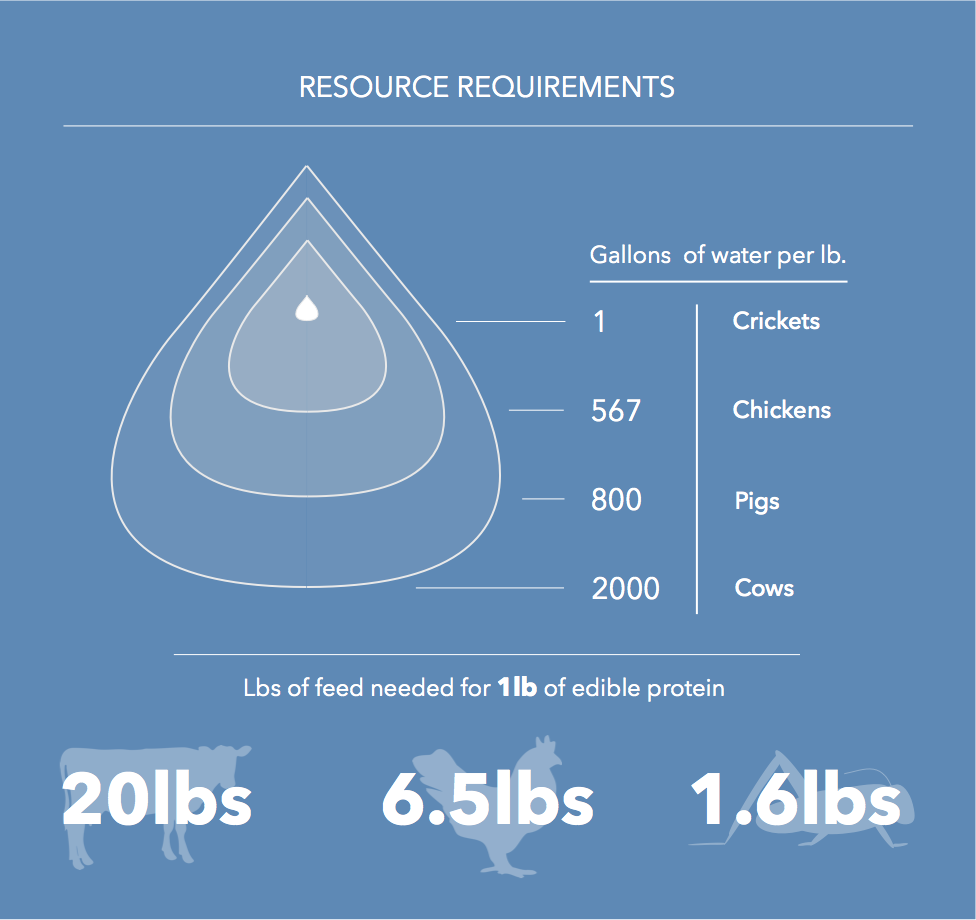 RESOURCE REQUIREMENTS
Gallons of water per lb.
1 Crickets
567 Chickens
800 Pigs
2000 Cows
Lbs of feed needed for 1lb of edible protein
20lbs 6.5lbs 1.6lbs